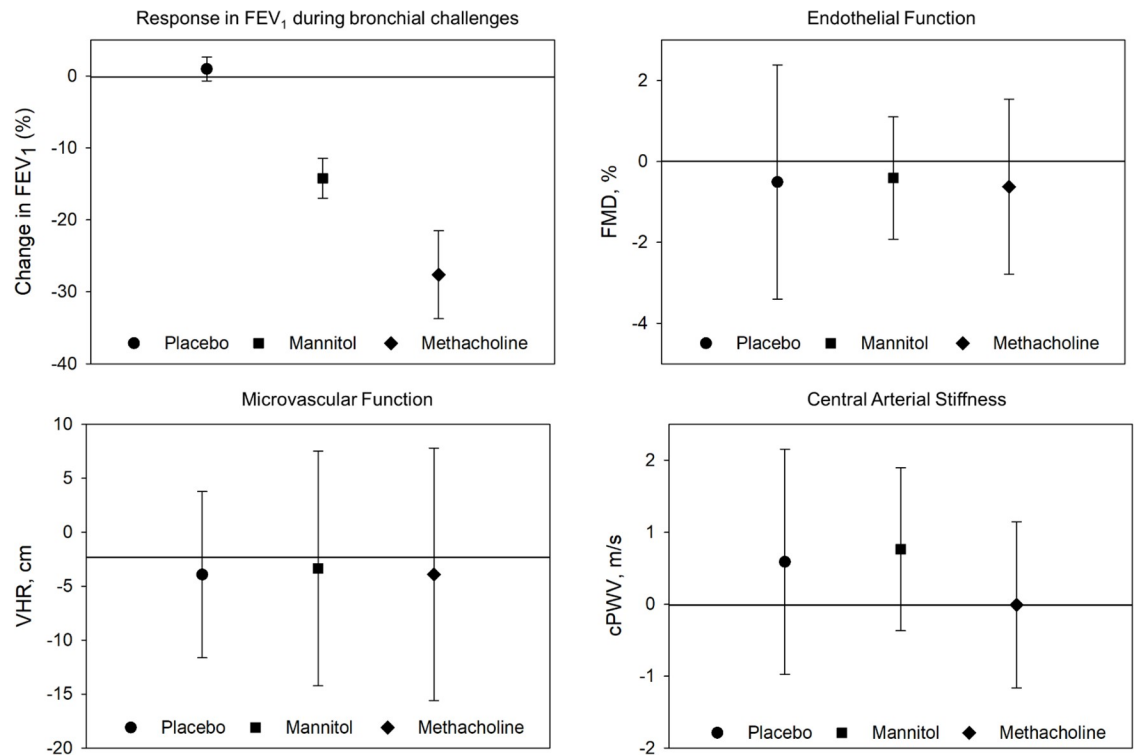 Response in FEV₁ during bronchial challenges
Change in FEV₁ (%)
0
-10
-20
-30
-40
Placebo Mannitol Methacholine
Endothelial Function
FMD, %
2
0
-2
-4
Placebo Mannitol Methacholine
Microvascular Function
VHR, cm
10
5
0
-5
-10
-15
-20
Placebo Mannitol Methacholine
Central Arterial Stiffness
cPWV, m/s
2
1
0
-1
-2
Placebo Mannitol Methacholine